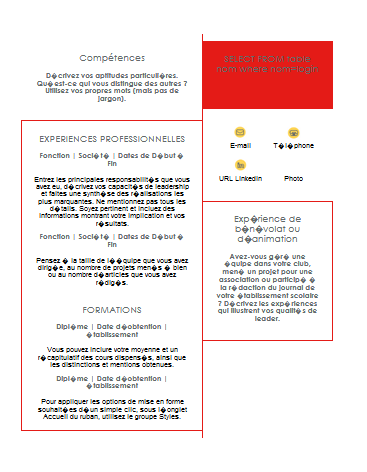 Compétences
D�crivez vos aptitudes particuli�res.
Qu�est-ce qui vous distingue des autres ?
Utilisez vos propres mots (mais pas de
jargon).
EXPERIENCES PROFESSIONNELLES
Fonction | Soci�t� | Dates de D�but �
Fin
Entrez les principales responsabilit�s que vous
avez eu, d�crivez vos capacit�s de leadership
et faites une synth�se des r�alisations les
plus marquantes. Ne mentionnez pas tous les
d�tails. Soyez pertinent et incluez des
informations montrant votre implication et vos
r�sultats.
Fonction | Soci�t� | Dates de D�but �
Fin
Pensez � la taille de l��quipe que vous avez
dirig�e, au nombre de projets men�s � bien
ou au nombre d�articles que vous avez
r�dig�s.
FORMATIONS
Dipl�me | Date d�obtention |
�tablissement
Vous pouvez inclure votre moyenne et un
r�capitulatif des cours dispens�s, ainsi que
les distinctions et mentions obtenues.
Dipl�me | Date d�obtention |
�tablissement
Pour appliquer les options de mise en forme
souhait�es d�un simple clic, sous l�onglet
Accueil du ruban, utilisez le groupe Styles.
SELECT FROM table
nom where nom=login
E-mail
T�l�phone
URL LinkedIn
Photo
Exp�rience de
b�n�volat ou
d�animation
Avez-vous g�r� une
�quipe dans votre club,
men� un projet pour une
association ou particip� �
la r�daction du journal de
votre �tablissement scolaire
? D�crivez les exp�riences
qui illustrent vos qualit�s de
leader.